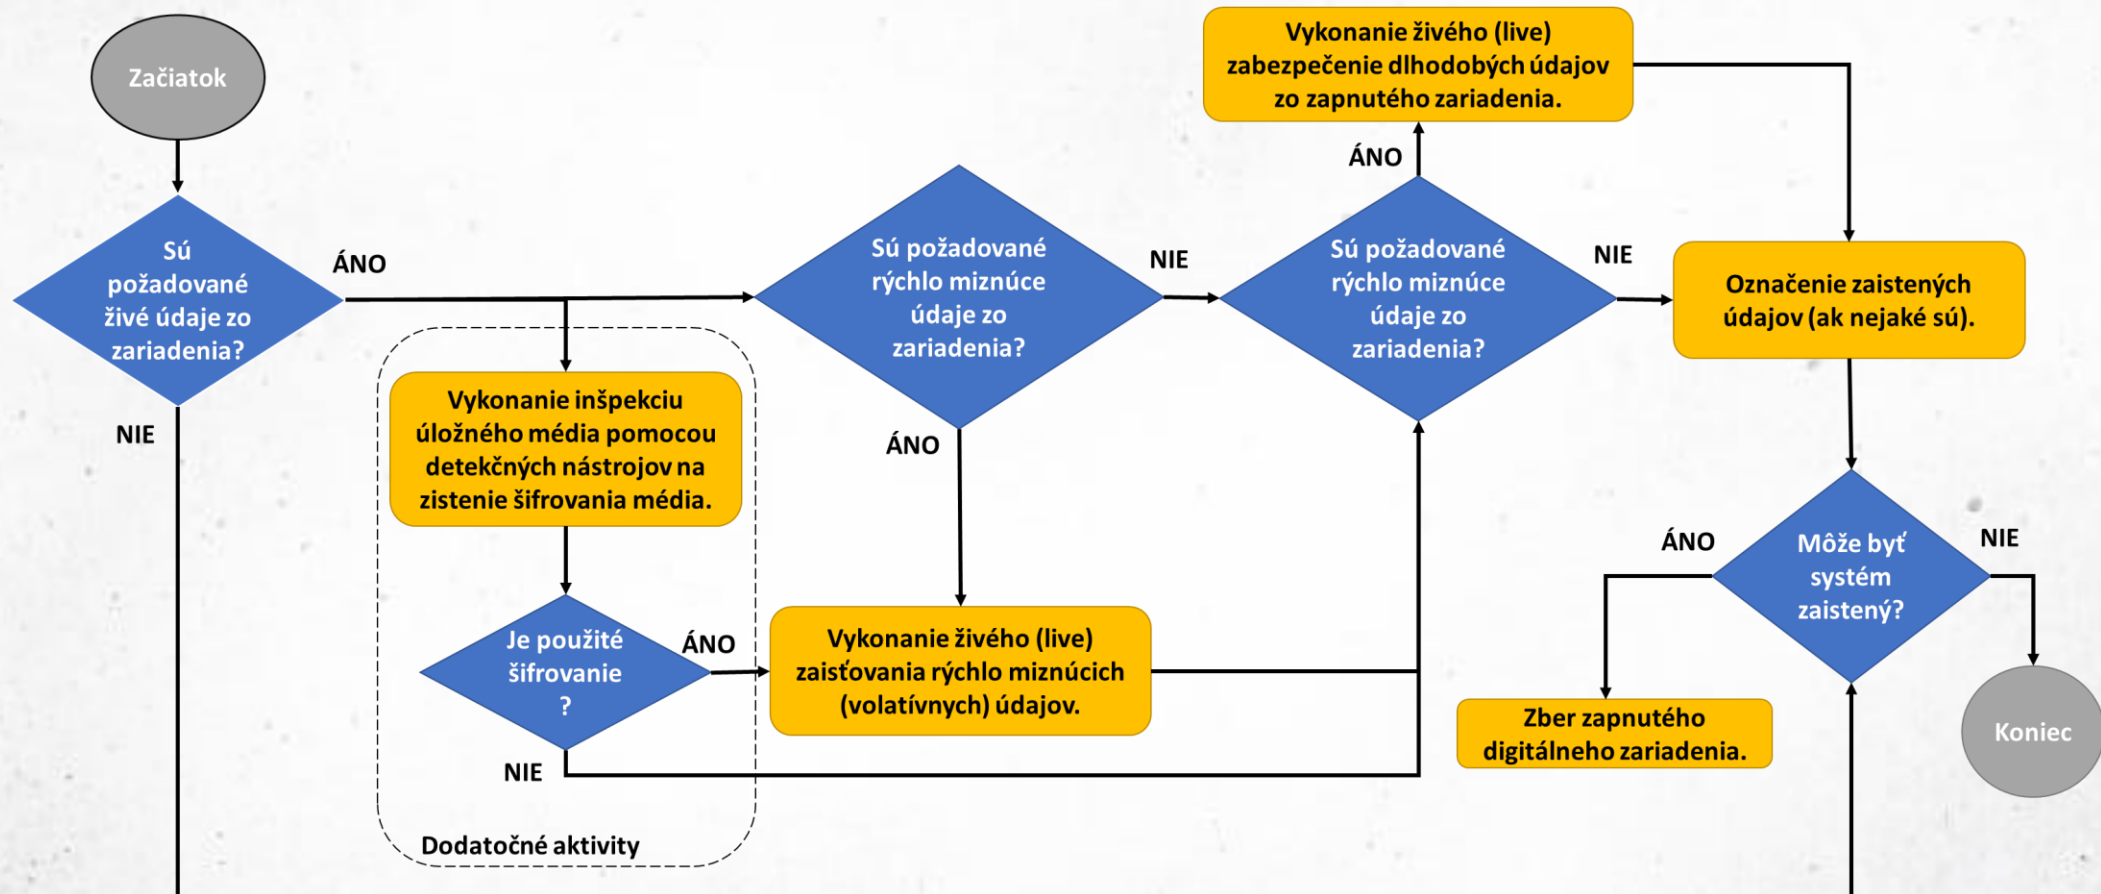 Začiatok
Sú
požadované
živé údaje zo
zariadenia?
ÁNO
NIE
Vykonanie inšpekciu
úložného média pomocou
detekčných nástrojov na
zistenie šifrovania média.
Je použité
šifrovanie
?
ÁNO
NIE
Dodatočné aktivity
Sú požadované
rýchlo miznúce
údaje zo
zariadenia?
NIE
ÁNO
Vykonanie živého (live)
zaisťovania rýchlo miznúcich
(volatívnych) údajov.
Sú požadované
rýchlo miznúce
údaje zo
zariadenia?
ÁNO
NIE
Vykonanie živého (live)
zabezpečenie dlhodobých údajov
zo zapnutého zariadenia.
Označenie zaistených
údajov (ak nejaké sú).
Môže byť
systém
zaistený?
ÁNO
NIE
Zber zapnutého
digitálneho zariadenia.
Koniec